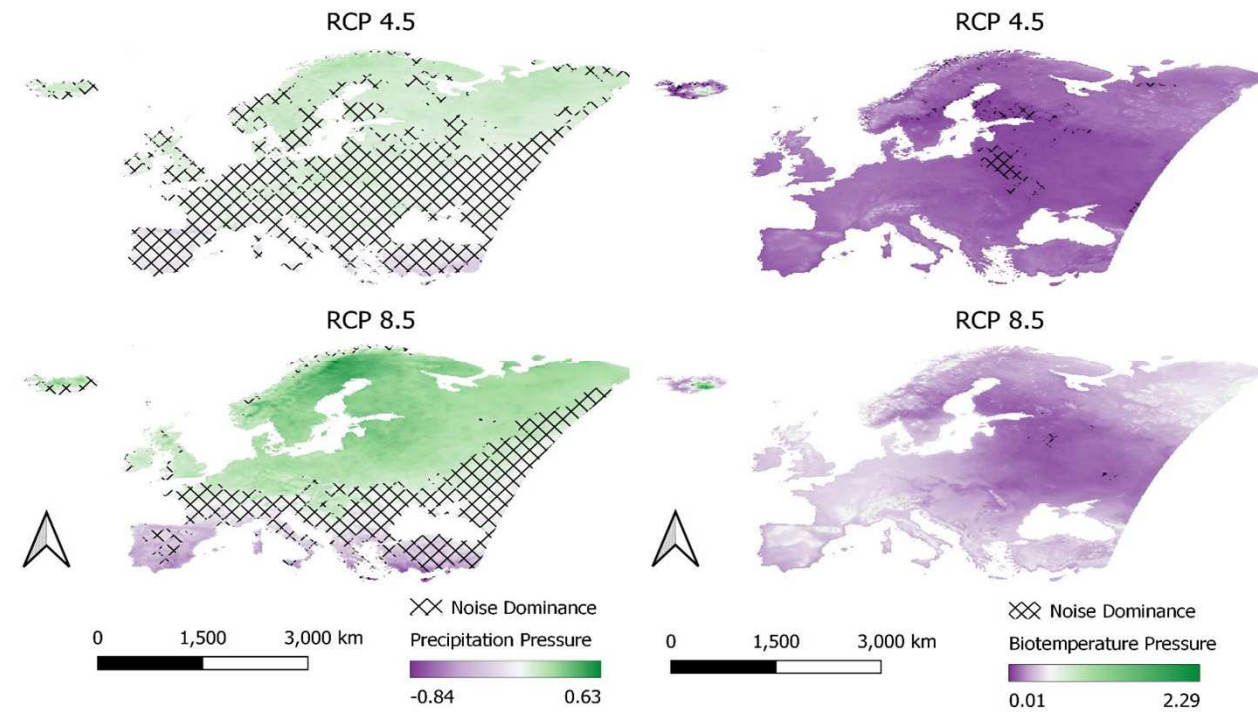 RCP 4.5
RCP 4.5
RCP 8.5
RCP 8.5
Noise Dominance
0 1,500 3,000 km
Precipitation Pressure
-0.84 0.63
Noise Dominance
0 1,500 3,000 km
Biotemperature Pressure
0.01 2.29